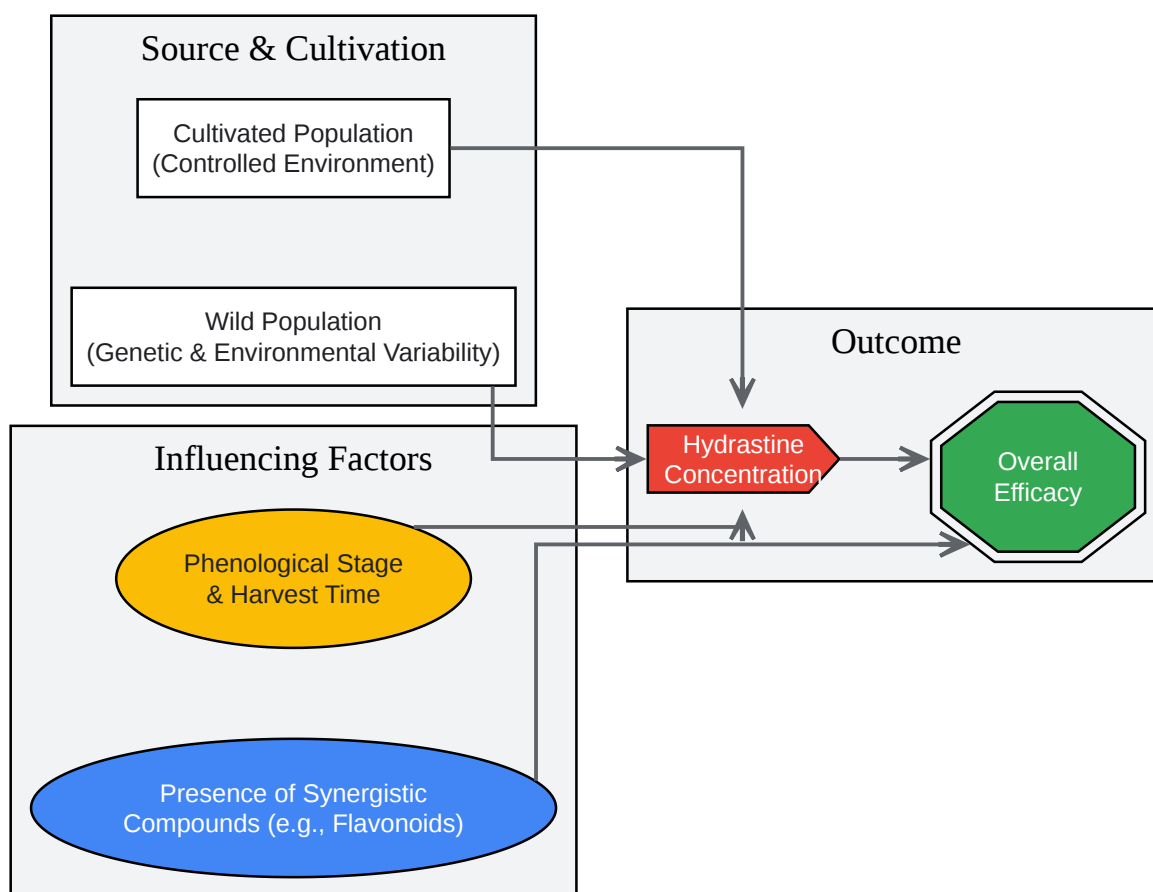 Source & Cultivation
Cultivated Population
(Controlled Environment)
Wild Population
(Genetic & Environmental Variability)
Outcome
Hydrastine
Concentration
Overall
Efficacy
Influencing Factors
Phenological Stage
& Harvest Time
Presence of Synergistic
Compounds (e.g., Flavonoids)